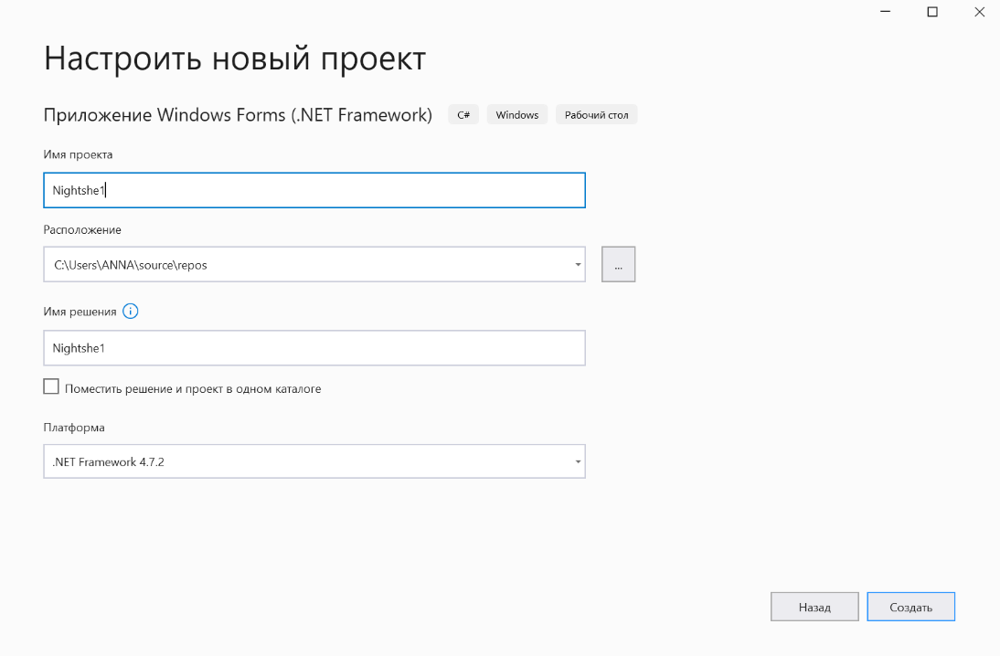 Настроить новый проект
Приложение Windows Forms (.NET Framework) C# Windows Рабочий стол
Имя проекта
Nightshe1
Расположение
C:\Users\ANNA\source\repos
...
Имя решения
Nightshe1
Поместить решение и проект в одном каталоге
Платформа
.NET Framework 4.7.2
Назад Создать